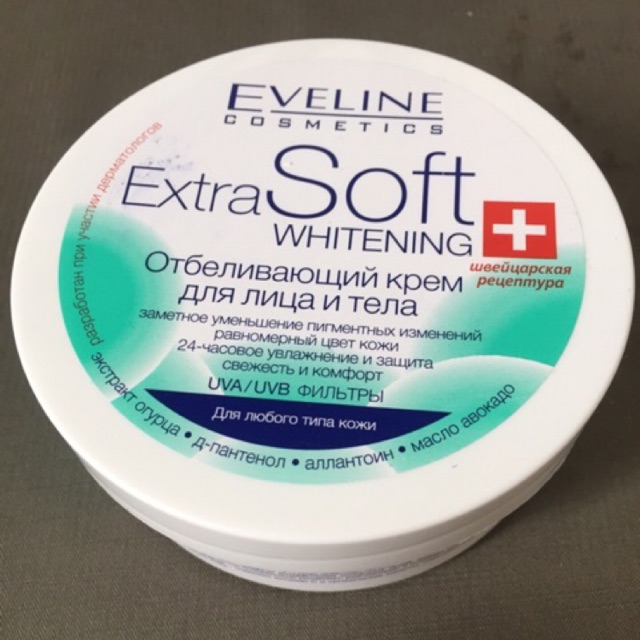 EVELINE
COSMETICS
Extra Soft
WHITENING
швейцарская
рецептура
Отбеливающий крем
для лица и тела
заметное уменьшение пигментных изменений
равномерный цвет кожи
24-часовое увлажнение и защита
свежесть и комфорт
UVA/UVB ФИЛЬТРЫ
Для любого типа кожи
разработан при участии дерматологов
экстракт огурца • д-пантенол • аллантоин • масло авокадо